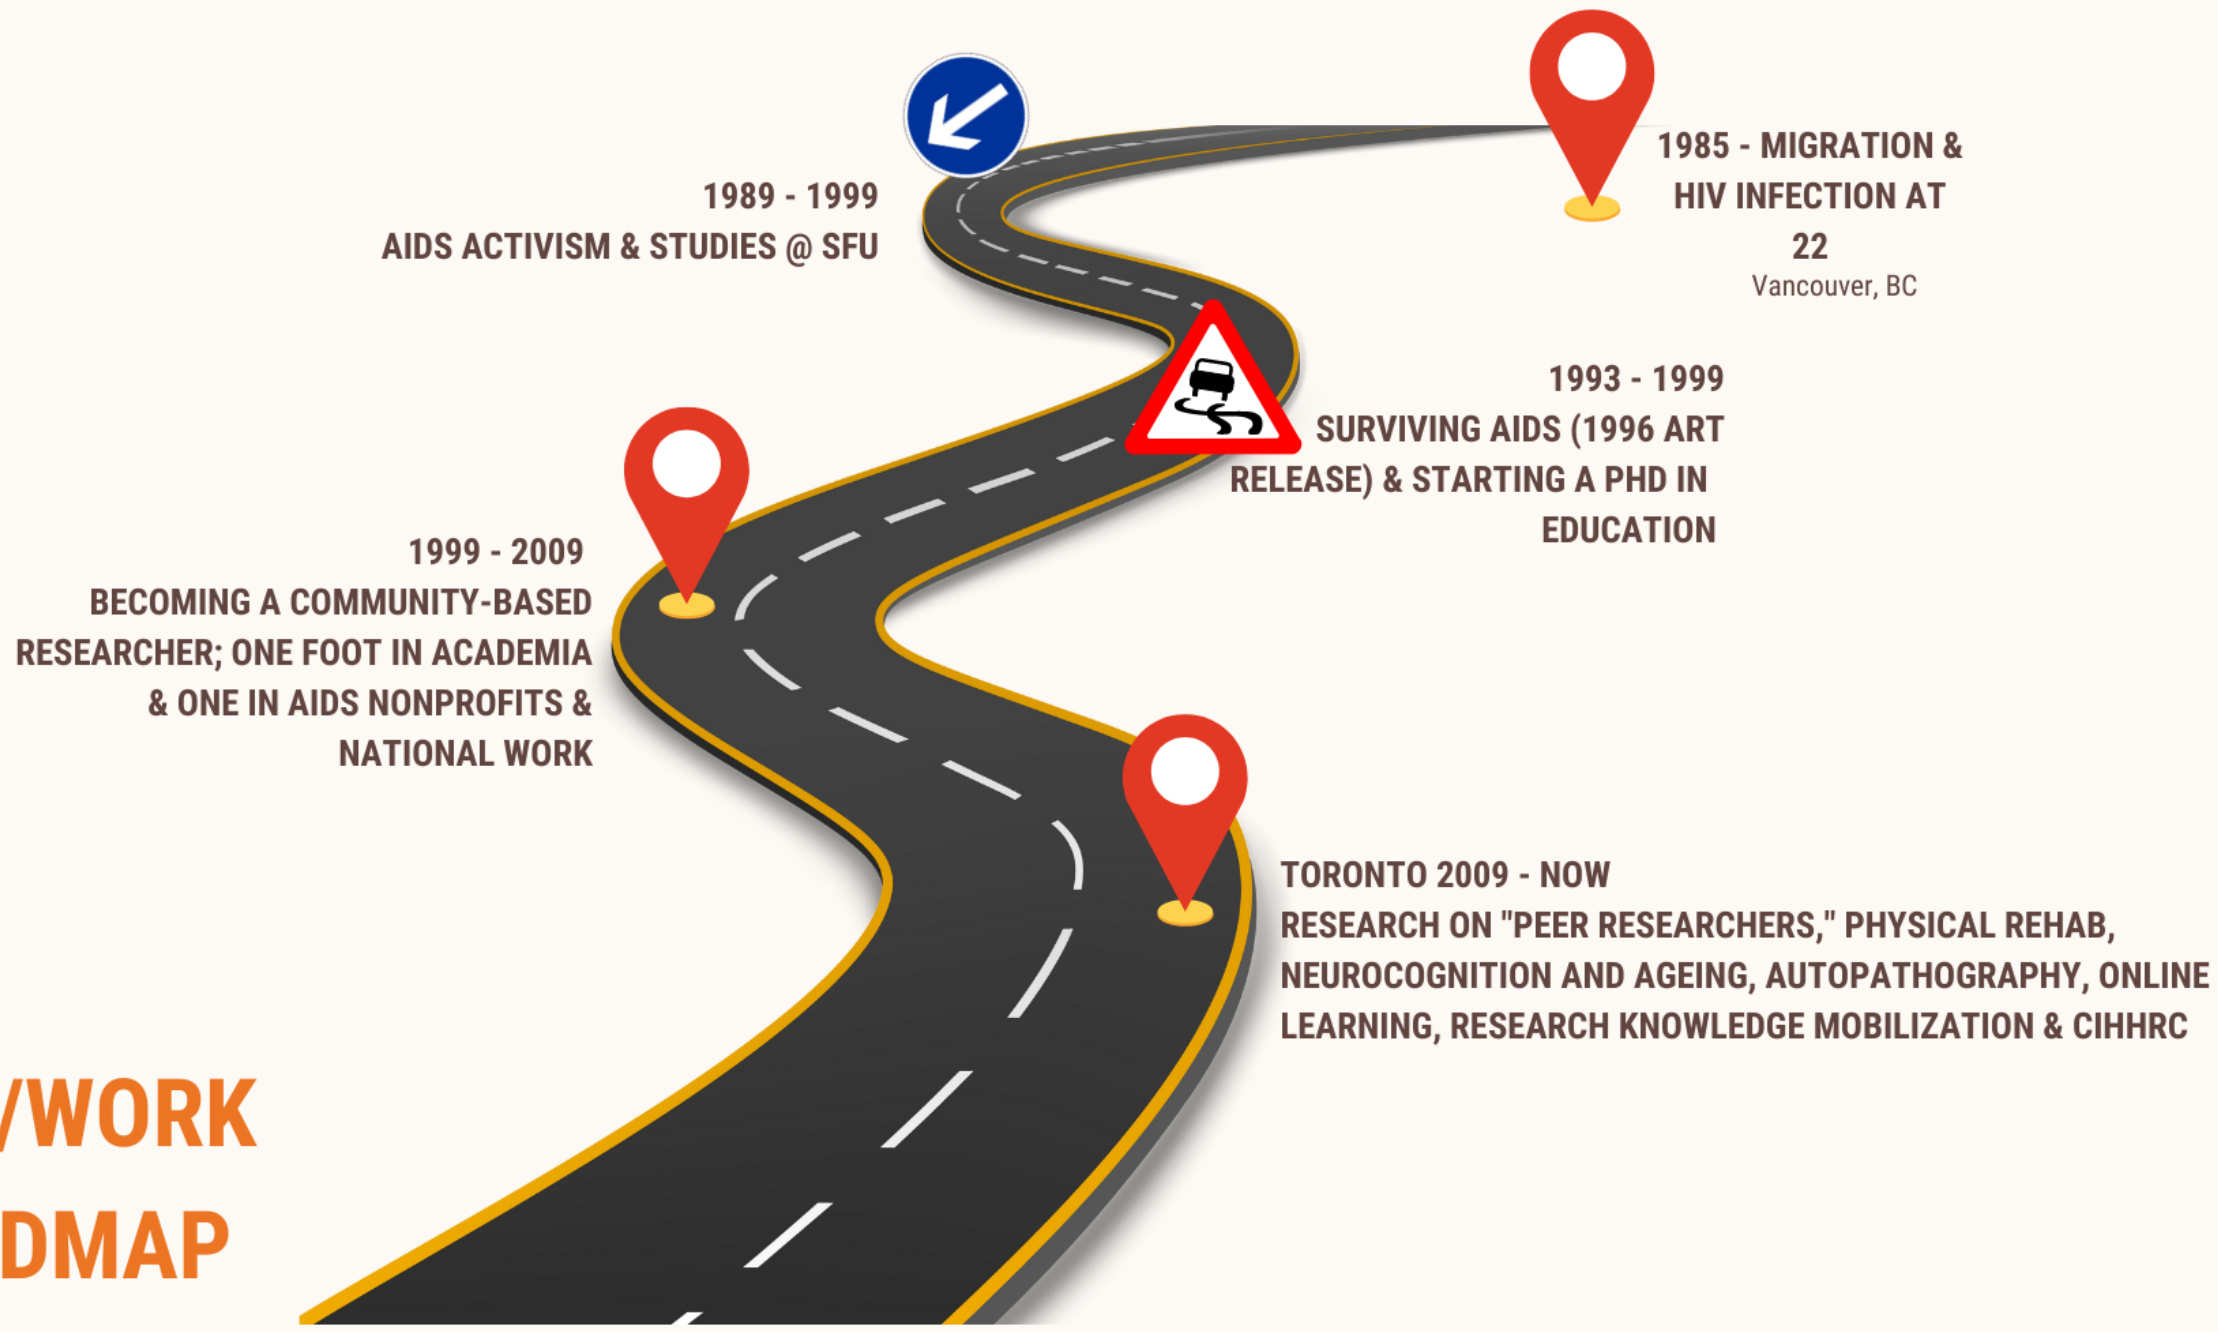 1985 - MIGRATION &
HIV INFECTION AT
22
Vancouver, BC
1989 - 1999
AIDS ACTIVISM & STUDIES @ SFU
1993 - 1999
SURVIVING AIDS (1996 ART
RELEASE) & STARTING A PHD IN
EDUCATION
1999 - 2009
BECOMING A COMMUNITY-BASED
RESEARCHER; ONE FOOT IN ACADEMIA
& ONE IN AIDS NONPROFITS &
NATIONAL WORK
TORONTO 2009 - NOW
RESEARCH ON "PEER RESEARCHERS," PHYSICAL REHAB,
NEUROCOGNITION AND AGEING, AUTOPATHOGRAPHY, ONLINE
LEARNING, RESEARCH KNOWLEDGE MOBILIZATION & CIHHRC
/WORK
DMAP